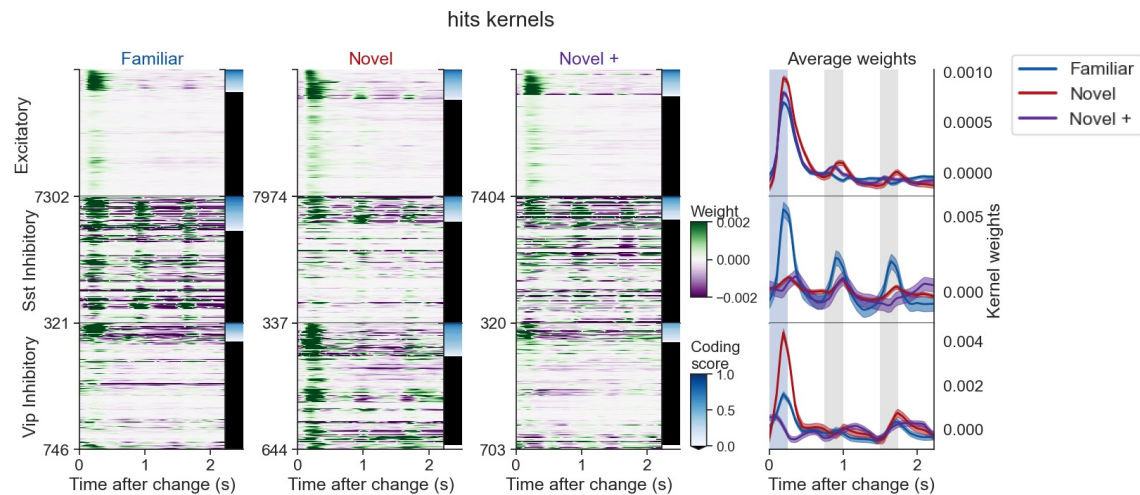 hits kernels
Familiar
Novel
Novel +
Average weights
Familiar
Novel
Novel +
Excitatory
7302
7974
7404
Sst Inhibitory
321
337
320
Vip Inhibitory
746
644
703
0 1 2
Time after change (s)
0 1 2
Time after change (s)
0 1 2
Time after change (s)
Weight
0.002
0.000
−0.002
Coding
score
1.0
0.5
0.0
0.0010
0.0005
0.0000
0.005
0.000
0.004
0.002
0.000
Kernel weights
0 1 2
Time after change (s)